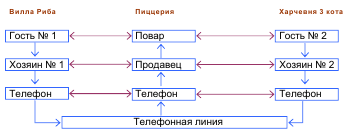 Вилла Риба Пиццерия Харчевня 3 кота
Гость № 1 Повар Гость № 2
Хозяин № 1 Продавец Хозяин № 2
Телефон Телефон Телефон
Телефонная линия